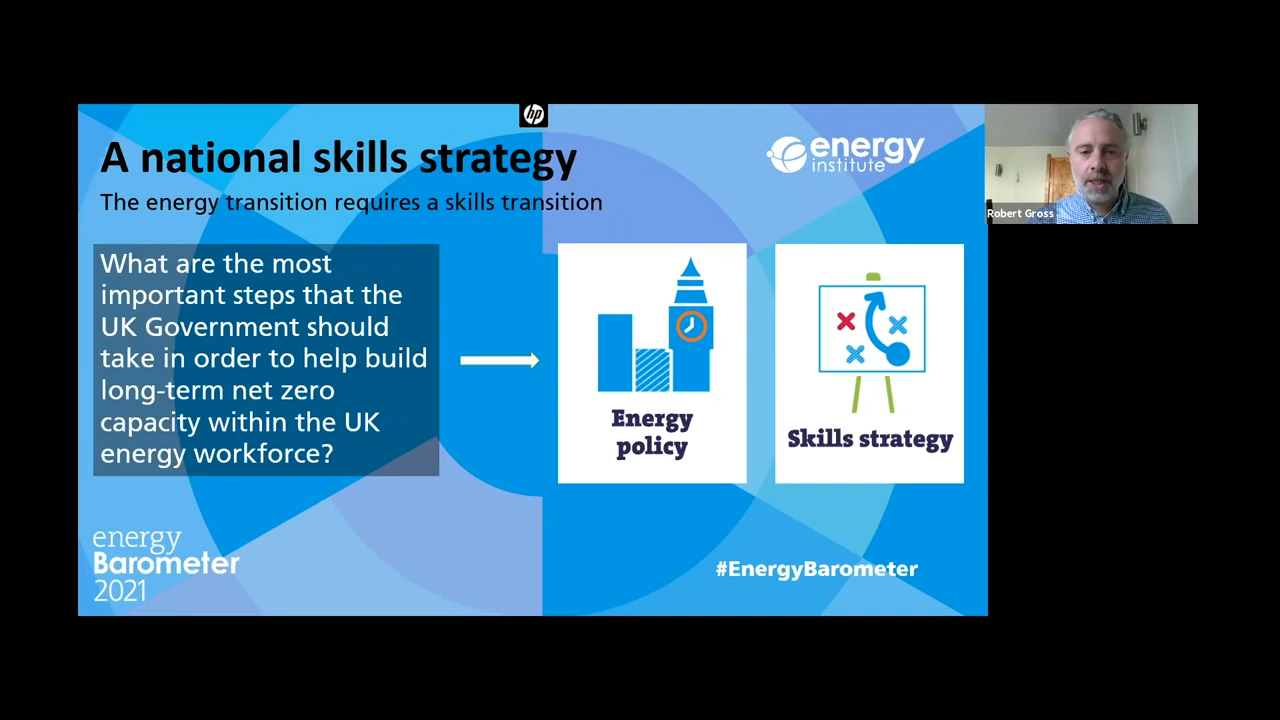 hp
A national skills strategy
The energy transition requires a skills transition
energy
institute
Robert Gross
What are the most
important steps that the
UK Government should
take in order to help build
long-term net zero
capacity within the UK
energy workforce?
Energy
policy
Skills strategy
energy
Barometer
2021
#EnergyBarometer